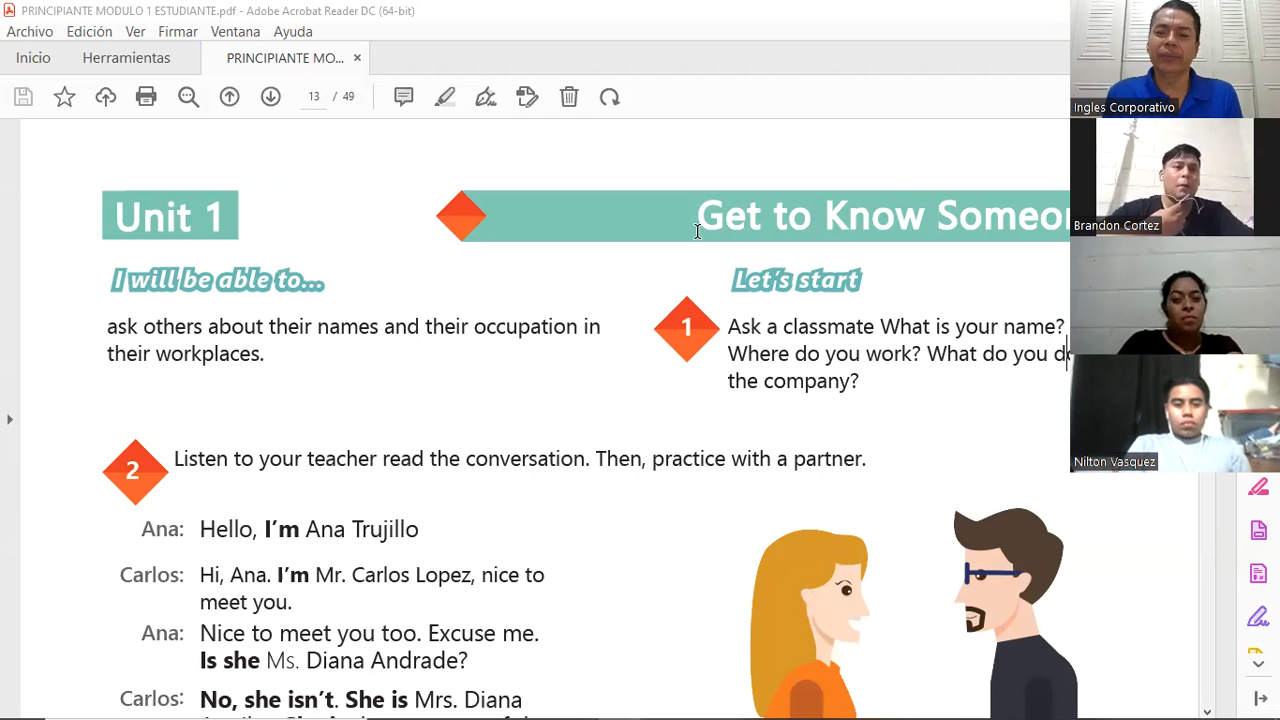 PRINCIPIANTE MODULO 1 ESTUDIANTE.pdf - Adobe Acrobat Reader DC (64-bit)
Archivo Edición Ver Firmar Ventana Ayuda
Inicio Herramientas PRINCIPIANTE MO... ×
13 / 49
Unit 1
Get to Know Someo
I will be able to...
Let's start
ask others about their names and their occupation in
their workplaces.
1
Ask a classmate What is your name?
Where do you work? What do you d
the company?
2
Listen to your teacher read the conversation. Then, practice with a partner.
Ana: Hello, I'm Ana Trujillo
Carlos: Hi, Ana. I'm Mr. Carlos Lopez, nice to
meet you.
Ana: Nice to meet you too. Excuse me.
Is she Ms. Diana Andrade?
Carlos: No, she isn't. She is Mrs. Diana
Ingles Corporativo
Brandon Cortez
Nilton Vasquez